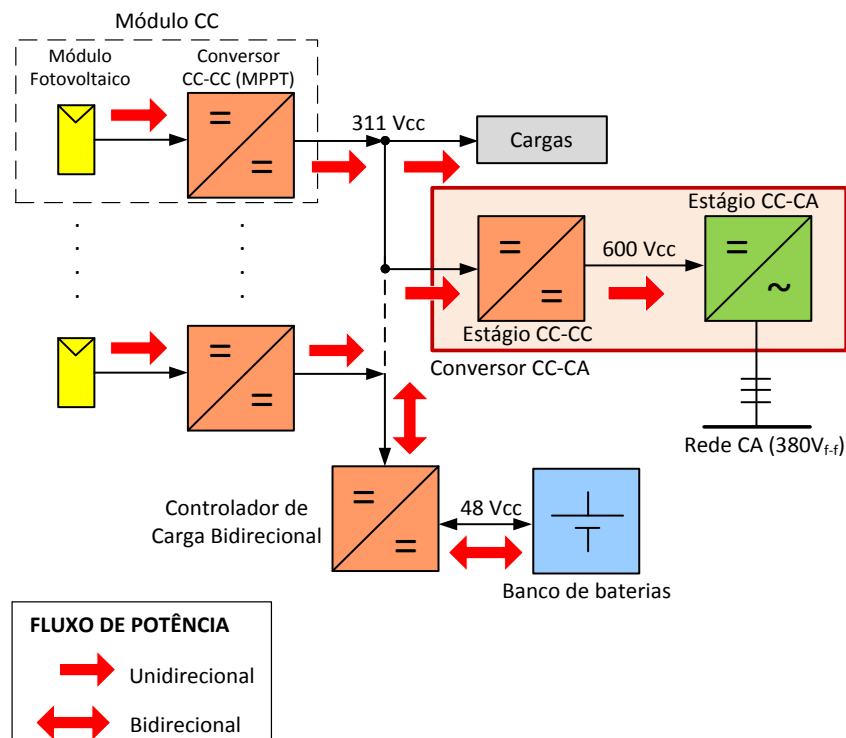 Módulo CC
Módulo
Fotovoltaico
Conversor
CC-CC (MPPT)
311 Vcc
Cargas
Estágio CC-CA
600 Vcc
Estágio CC-CC
Conversor CC-CA
Rede CA (380Vf-f)
Controlador de
Carga Bidirecional
48 Vcc
Banco de baterias
FLUXO DE POTÊNCIA
Unidirecional
Bidirecional